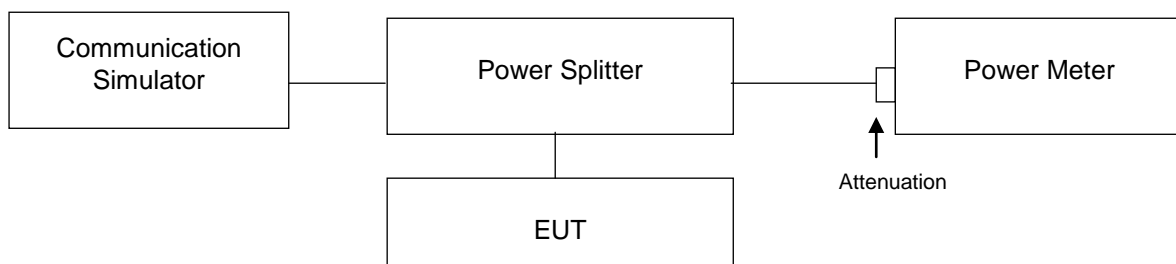 Communication
Simulator
Power Splitter
Power Meter
Attenuation
EUT